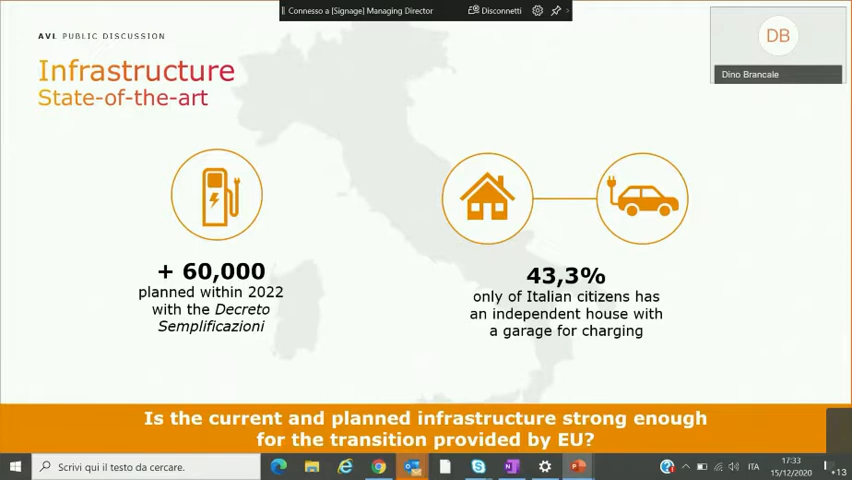 Connesso a [Signage] Managing Director
Disconnetti
AVL PUBLIC DISCUSSION
Infrastructure
State-of-the-art
DB
Dino Brancale
+ 60,000
planned within 2022
with the Decreto
Semplificazioni
43,3%
only of Italian citizens has
an independent house with
a garage for charging
Is the current and planned infrastructure strong enough
for the transition provided by EU?
Scrivi qui il testo da cercare.
ITA
17:33
15/12/2020
+13